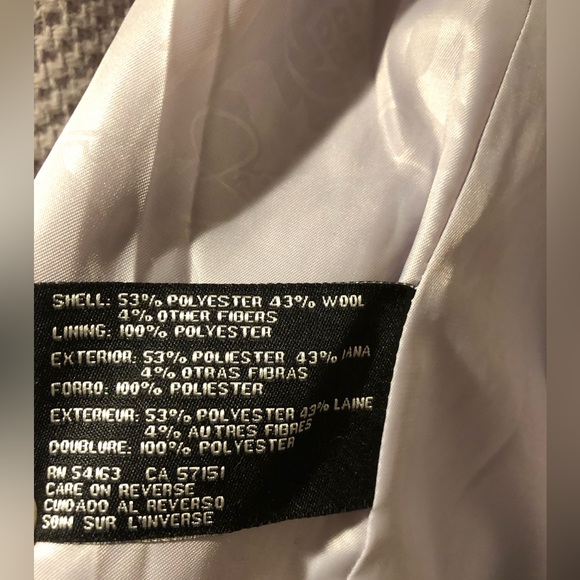 SHELL: 53% POLYESTER 43% WOOL
4% OTHER FIBERS
LINING: 100% POLYESTER
EXTERIOR: 53% POLIESTER 43% LANA
4% OTRAS FIBRAS
FORRO: 100% POLIESTER
EXTERIEUR: 53% POLYESTER 43% LAINE
4% AUTRES FIBRES
DOUBLURE: 100% POLYESTER
RN 54163 CA 57151
CARE ON REVERSE
CUIDADO AL REVERSO
SOIN SUR L'INVERSE